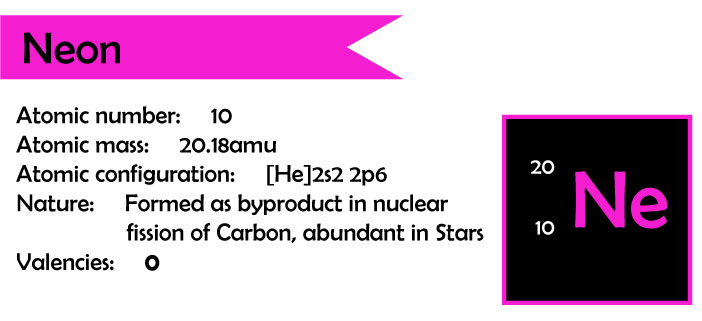 Neon
Atomic number: 10
Atomic mass: 20.18amu
Atomic configuration: [He]2s2 2p6
Nature: Formed as byproduct in nuclear
fission of Carbon, abundant in Stars
Valencies: 0
20
Ne
10